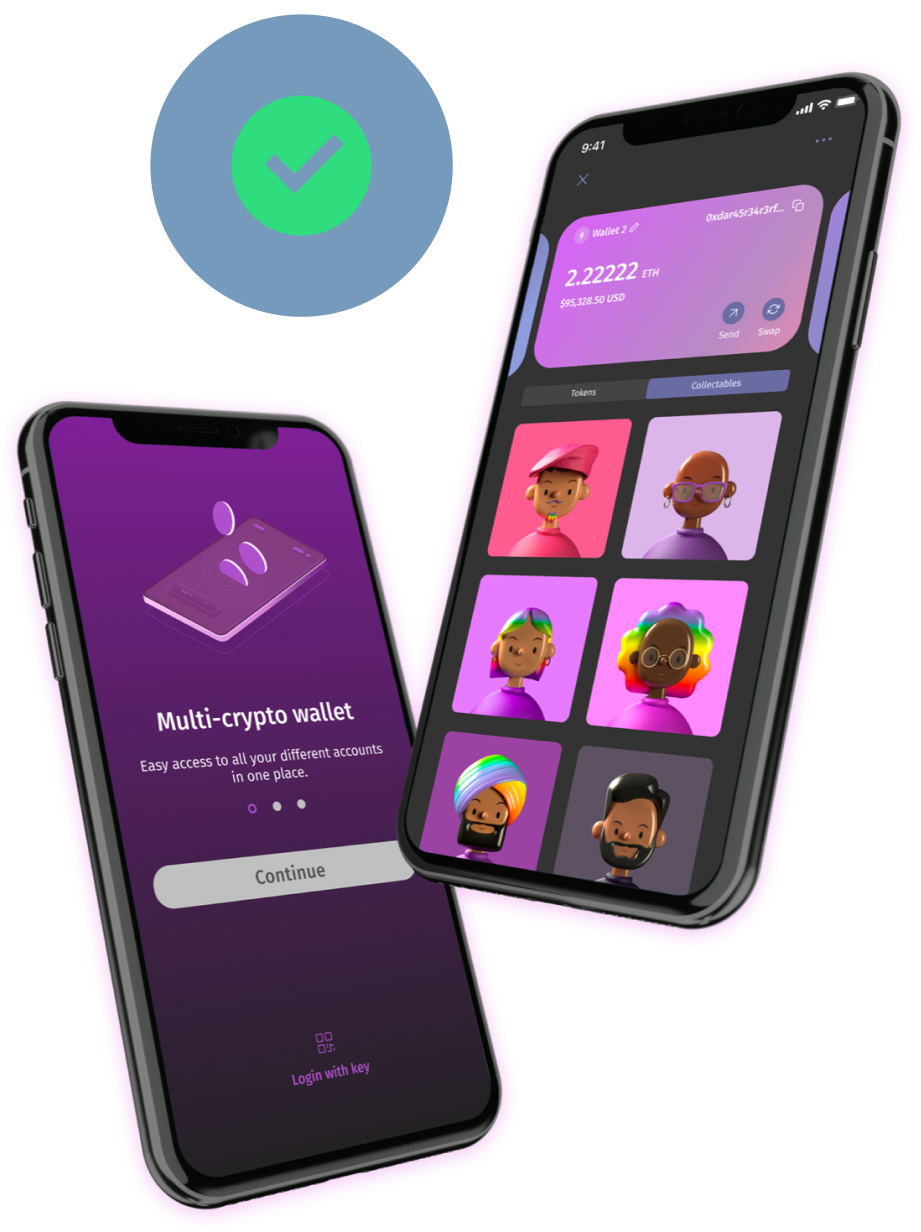 9:41
Wallet 2
0xdar45r34r3rf...
2.22222 ETH
$95,328.50 USD
Send
Swap
Tokens
Collectables
Multi-crypto wallet
Easy access to all your different accounts
in one place.
Continue
Login with key